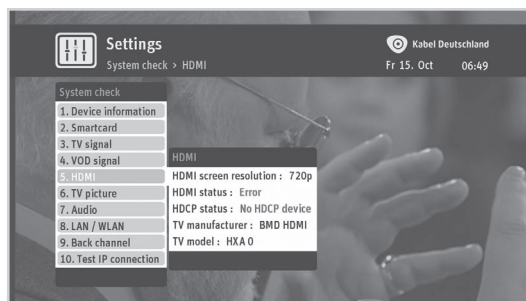 Settings
System check > HDMI
Kabel Deutschland
Fr 15. Oct 06:49
System check
1. Device information
2. Smartcard
3. TV signal
4. VOD signal
5. HDMI
6. TV picture
7. Audio
8. LAN / WLAN
9. Back channel
10. Test IP connection
HDMI
HDMI screen resolution : 720p
HDMI status : Error
HDCP status : No HDCP device
TV manufacturer : BMD HDMI
TV model : HXA 0